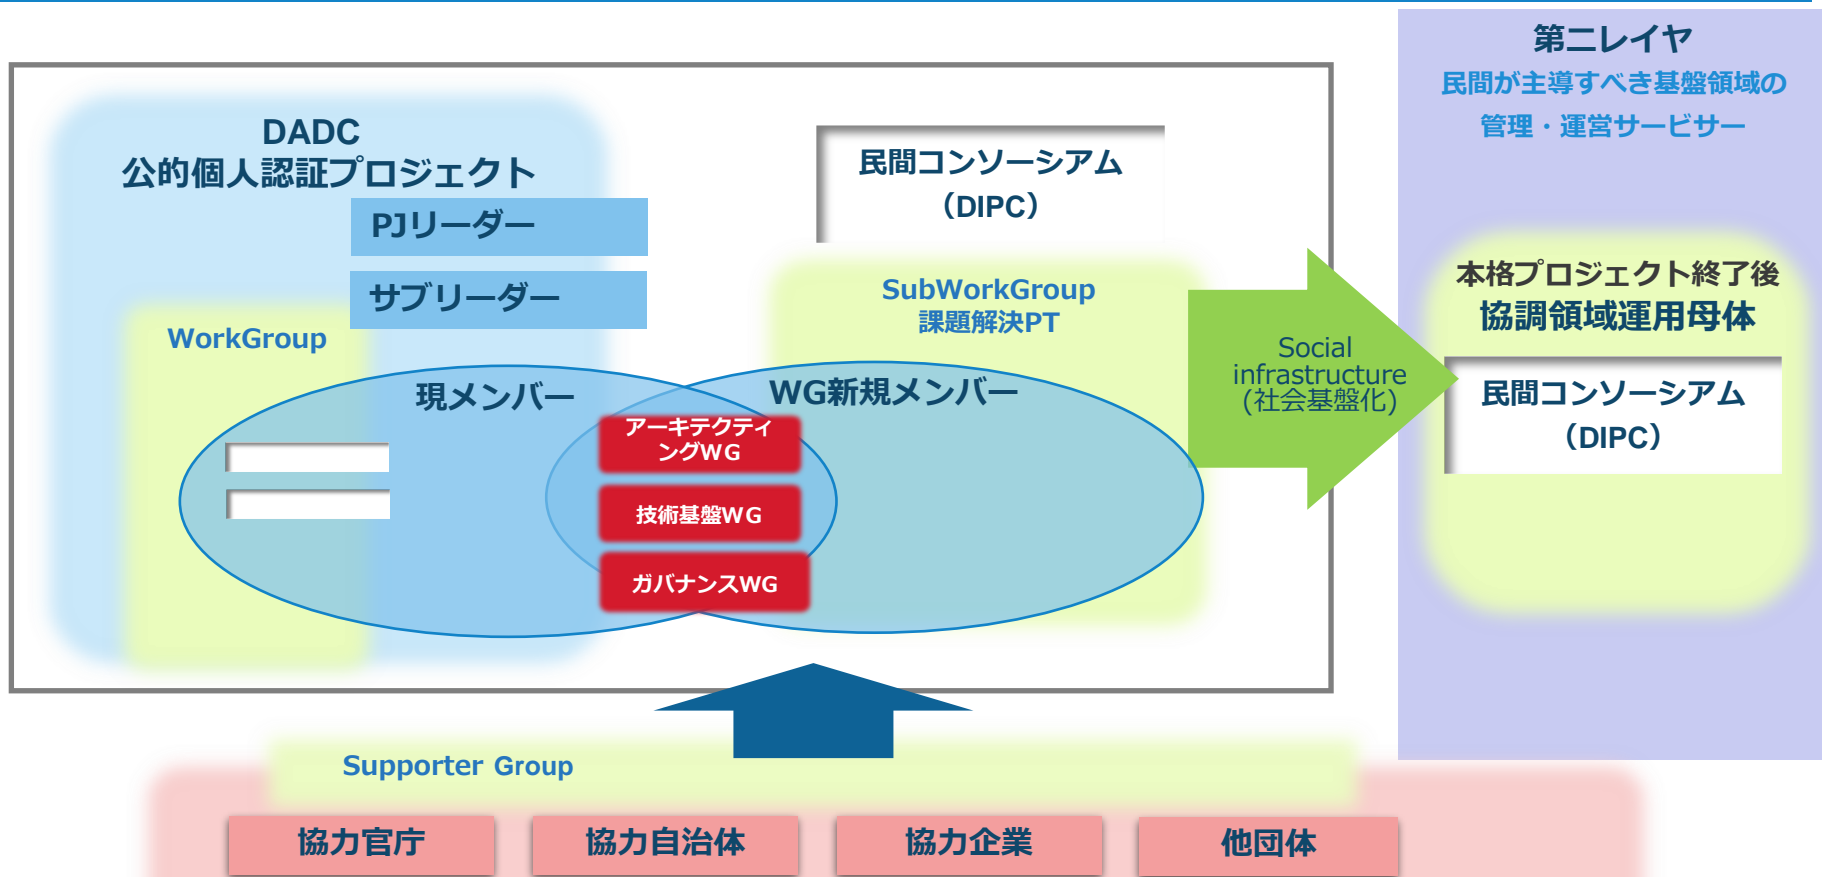 第二レイヤ
民間が主導すべき基盤領域の
管理・運営サービサー
DADC
公的個人認証プロジェクト
PJリーダー
サブリーダー
WorkGroup
民間コンソーシアム
（DIPC）
SubWorkGroup
課題解決PT
現メンバー
WG新規メンバー
アーキテクティ
ングWG
技術基盤WG
ガバナンスWG
Social
infrastructure
(社会基盤化)
本格プロジェクト終了後
協調領域運用母体
民間コンソーシアム
（DIPC）
Supporter Group
協力官庁
協力自治体
協力企業
他団体